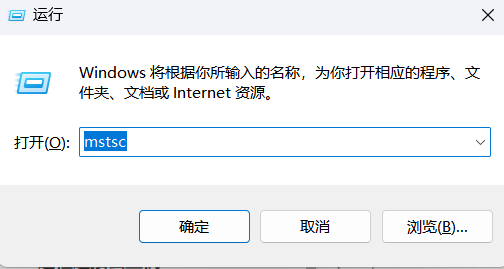 运行
Windows 将根据你所输入的名称，为你打开相应的程序、文
件夹、文档或 Internet 资源。
打开(O): mstsc
确定 取消 浏览(B)...